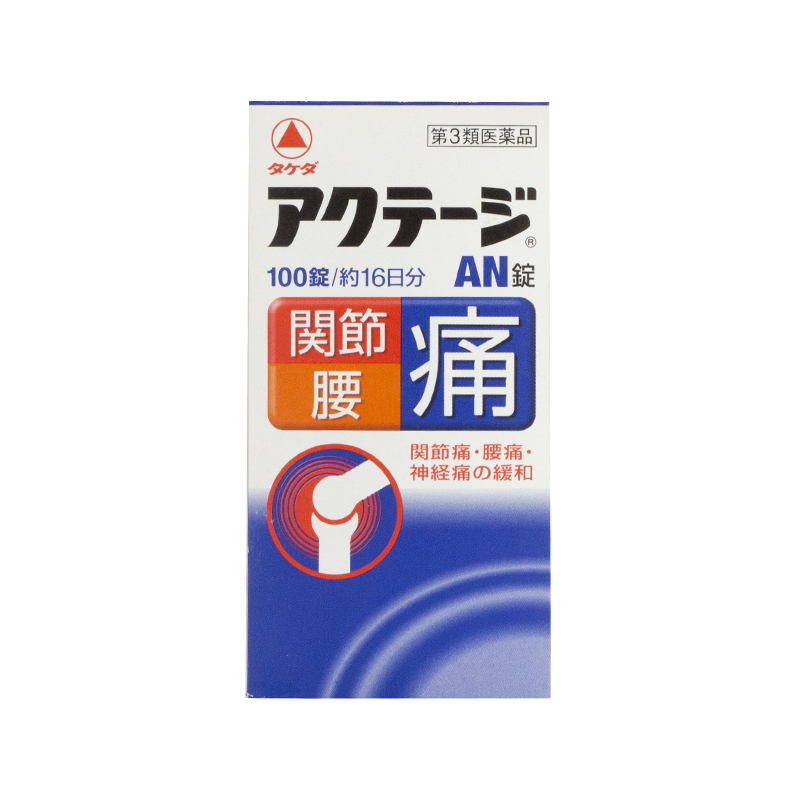 第3類医薬品
タケダ
アクテージ®
100錠/約16日分 AN錠
関節
腰
痛
関節痛・腰痛・
神経痛の緩和